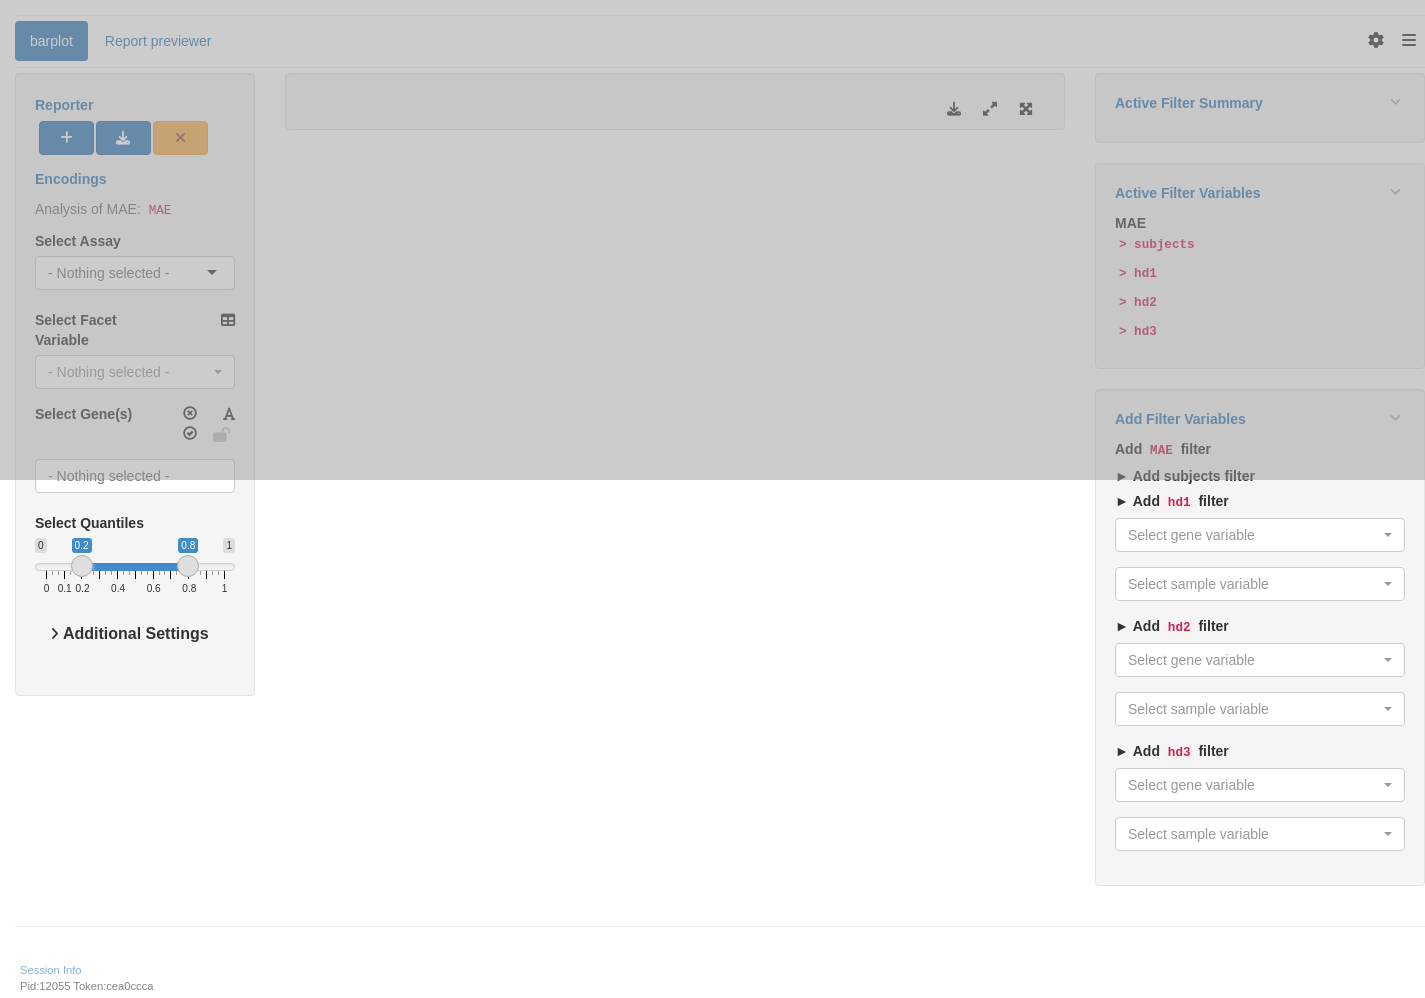 barplot
Report previewer
Reporter
Encodings
Analysis of MAE: MAE
Select Assay
- Nothing selected -
Select Facet
Variable
- Nothing selected -
Select Gene(s)
- Nothing selected -
Select Quantiles
0 0.2 0.8 1
0 0.1 0.2 0.4 0.6 0.8 1
Additional Settings
Active Filter Summary
Active Filter Variables
MAE
> subjects
> hd1
> hd2
> hd3
Add Filter Variables
Add MAE filter
► Add subjects filter
► Add hd1 filter
Select gene variable
Select sample variable
► Add hd2 filter
Select gene variable
Select sample variable
► Add hd3 filter
Select gene variable
Select sample variable
Session Info
Pid:12055 Token:cea0ccca